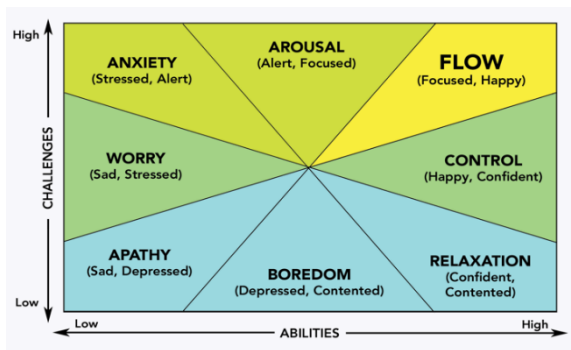 High
ANXIETY
(Stressed, Alert)
AROUSAL
(Alert, Focused)
FLOW
(Focused, Happy)
CHALLENGES
WORRY
(Sad, Stressed)
CONTROL
(Happy, Confident)
APATHY
(Sad, Depressed)
BOREDOM
(Depressed, Contented)
RELAXATION
(Confident,
Contented)
Low
Low
ABILITIES
High